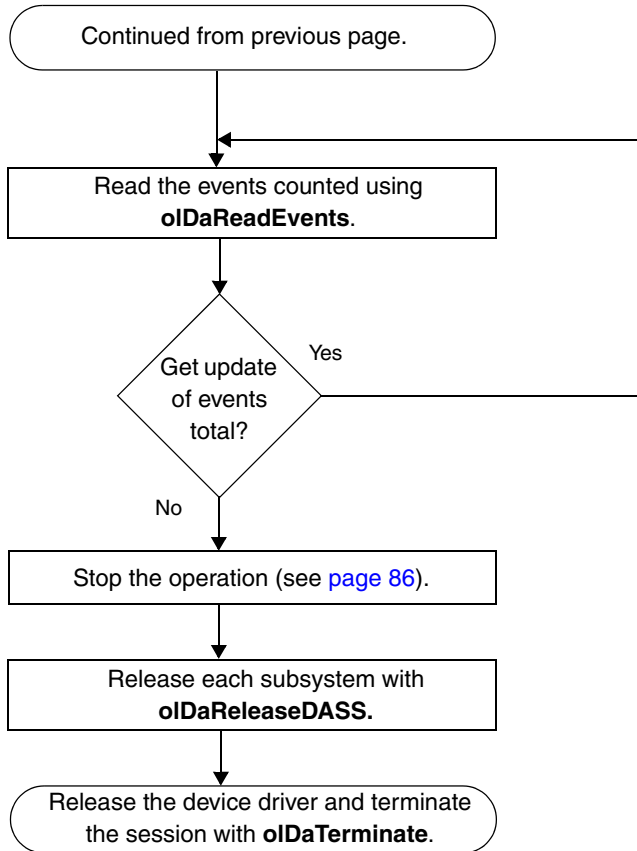 Continued from previous page.
Read the events counted using
olDaReadEvents.
Get update
of events
total?
Yes
No
Stop the operation (see page 86).
Release each subsystem with
olDaReleaseDASS.
Release the device driver and terminate
the session with olDaTerminate.